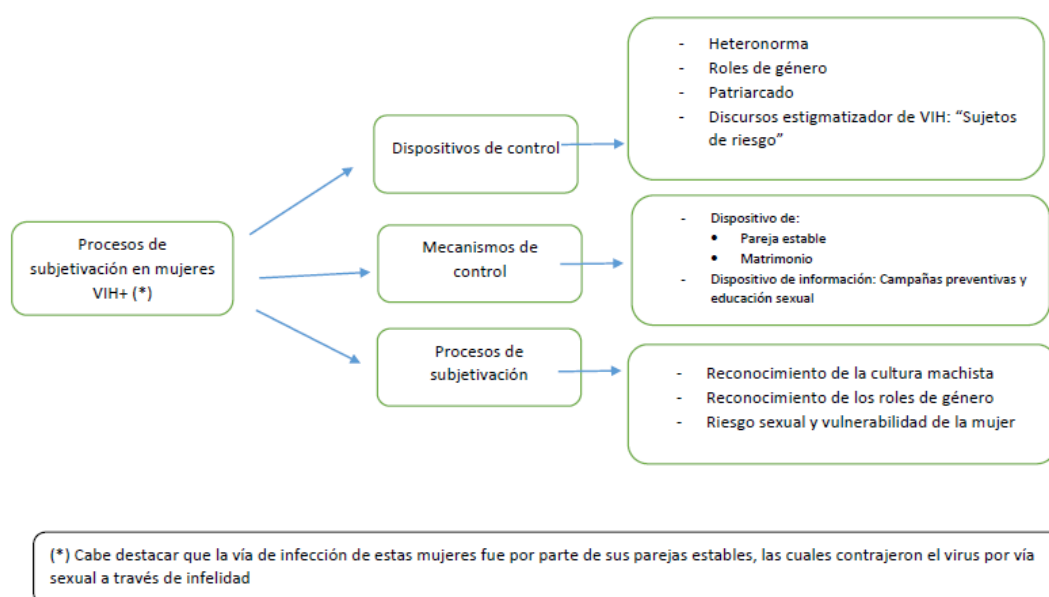 Procesos de
subjetivación en mujeres
VIH+ (*)
Dispositivos de control
- Heteronorma
- Roles de género
- Patriarcado
- Discursos estigmatizador de VIH: “Sujetos
de riesgo”
Mecanismos de
control
- Dispositivo de:
• Pareja estable
• Matrimonio
- Dispositivo de información: Campañas preventivas y
educación sexual
Procesos de
subjetivación
- Reconocimiento de la cultura machista
- Reconocimiento de los roles de género
- Riesgo sexual y vulnerabilidad de la mujer
(*) Cabe destacar que la vía de infección de estas mujeres fue por parte de sus parejas estables, las cuales contrajeron el virus por vía
sexual a través de infidelidad